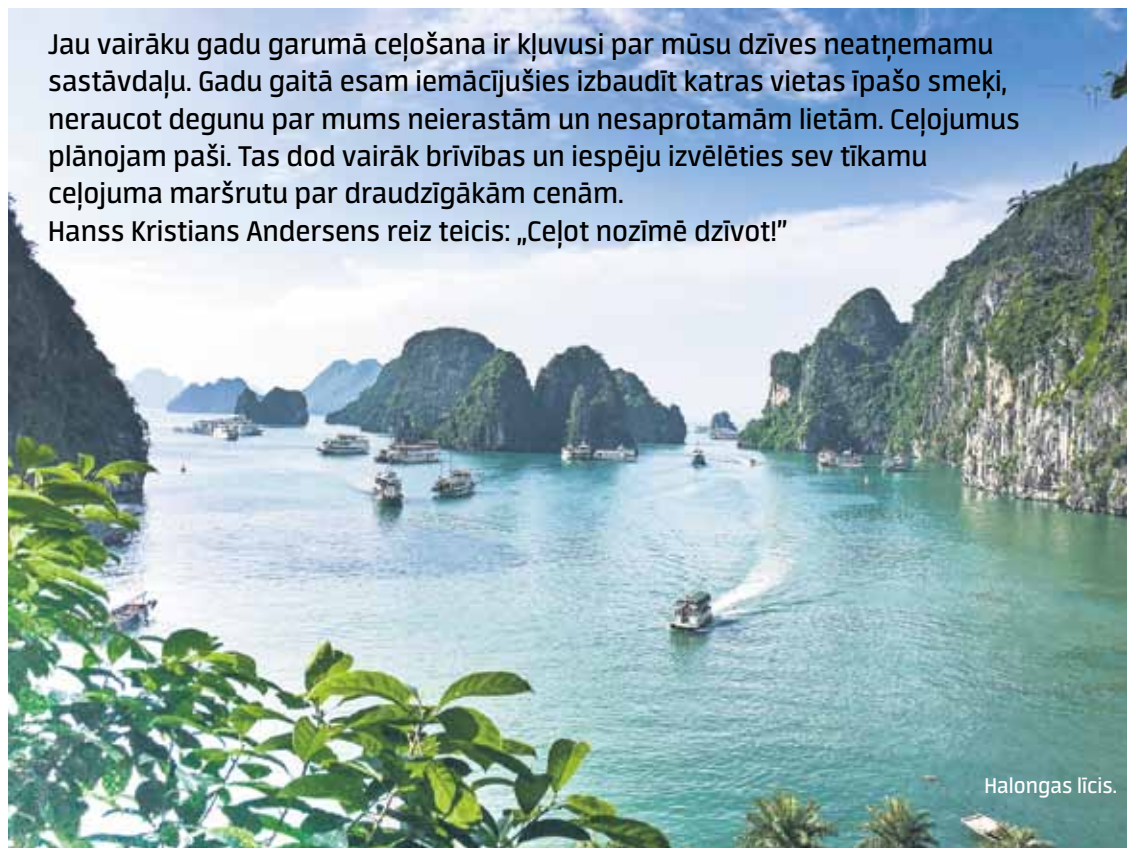 Jau vairāku gadu garumā ceļošana ir kļuvusi par mūsu dzīves neatņemamu
sastāvdaļu. Gadu gaitā esam iemācījušies izbaudīt katras vietas īpašo smeķi,
neraucot degunu par mums neierastām un nesaprotamām lietām. Ceļojumus
plānojam paši. Tas dod vairāk brīvības un iespēju izvēlēties sev tīkamu
ceļojuma maršrutu par draudzīgākām cenām.
Hanss Kristians Andersens reiz teicis: „Ceļot nozīmē dzīvot!”
Halongas līcis.